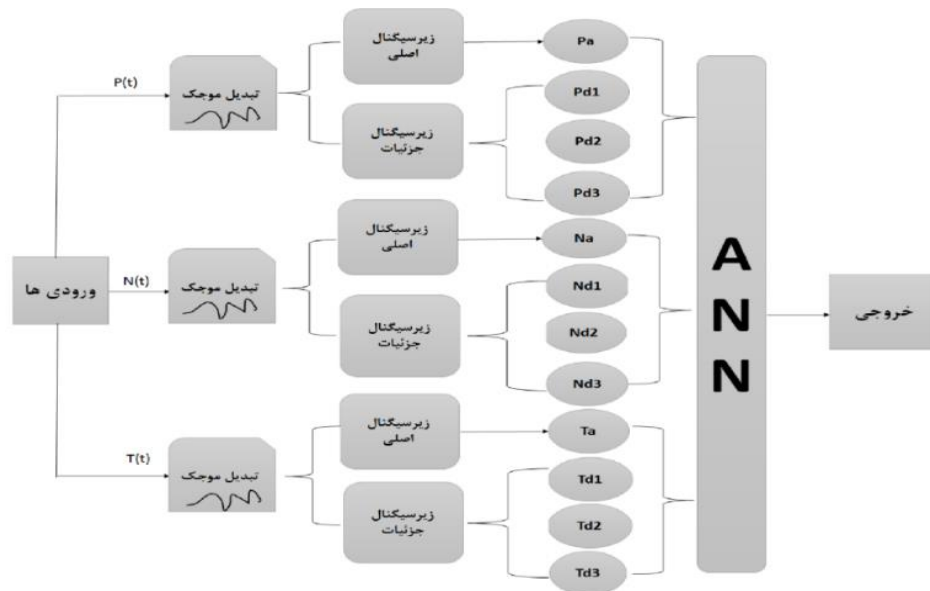 ورودی ها
P(t)
تبدیل موجک
زیرسیگنال
اصلی
Pa
زیرسیگنال
جزئیات
Pd1
Pd2
Pd3
N(t)
تبدیل موجک
زیرسیگنال
اصلی
Na
زیرسیگنال
جزئیات
Nd1
Nd2
Nd3
T(t)
تبدیل موجک
زیرسیگنال
اصلی
Ta
زیرسیگنال
جزئیات
Td1
Td2
Td3
A
N
N
خروجی